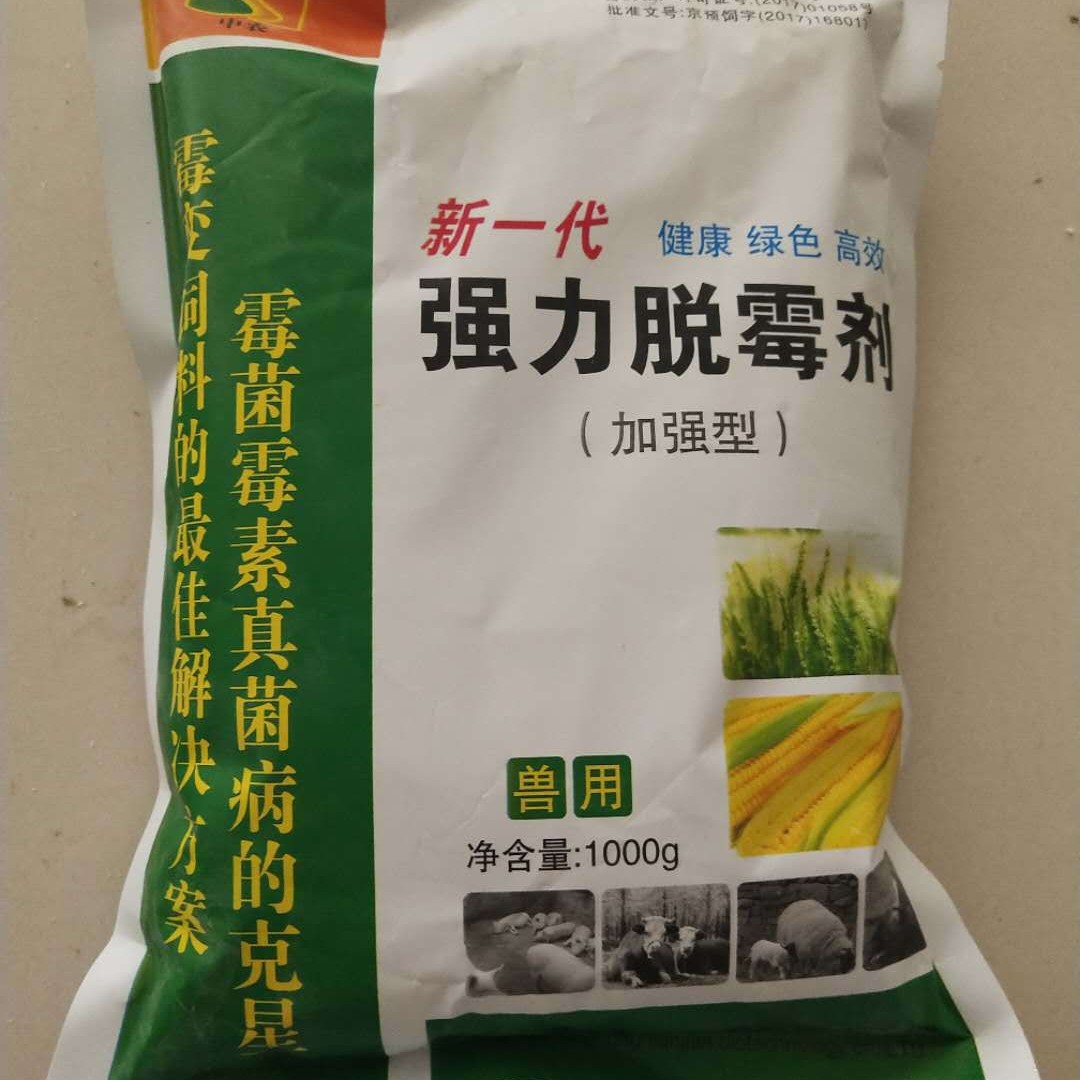 批准文号:京预饲字(2017)16801
霉变饲料的最佳解决方案
霉菌霉素真菌病的克星
新一代
健康 绿色 高效
强力脱霉剂
(加强型)
兽用
净含量:1000g